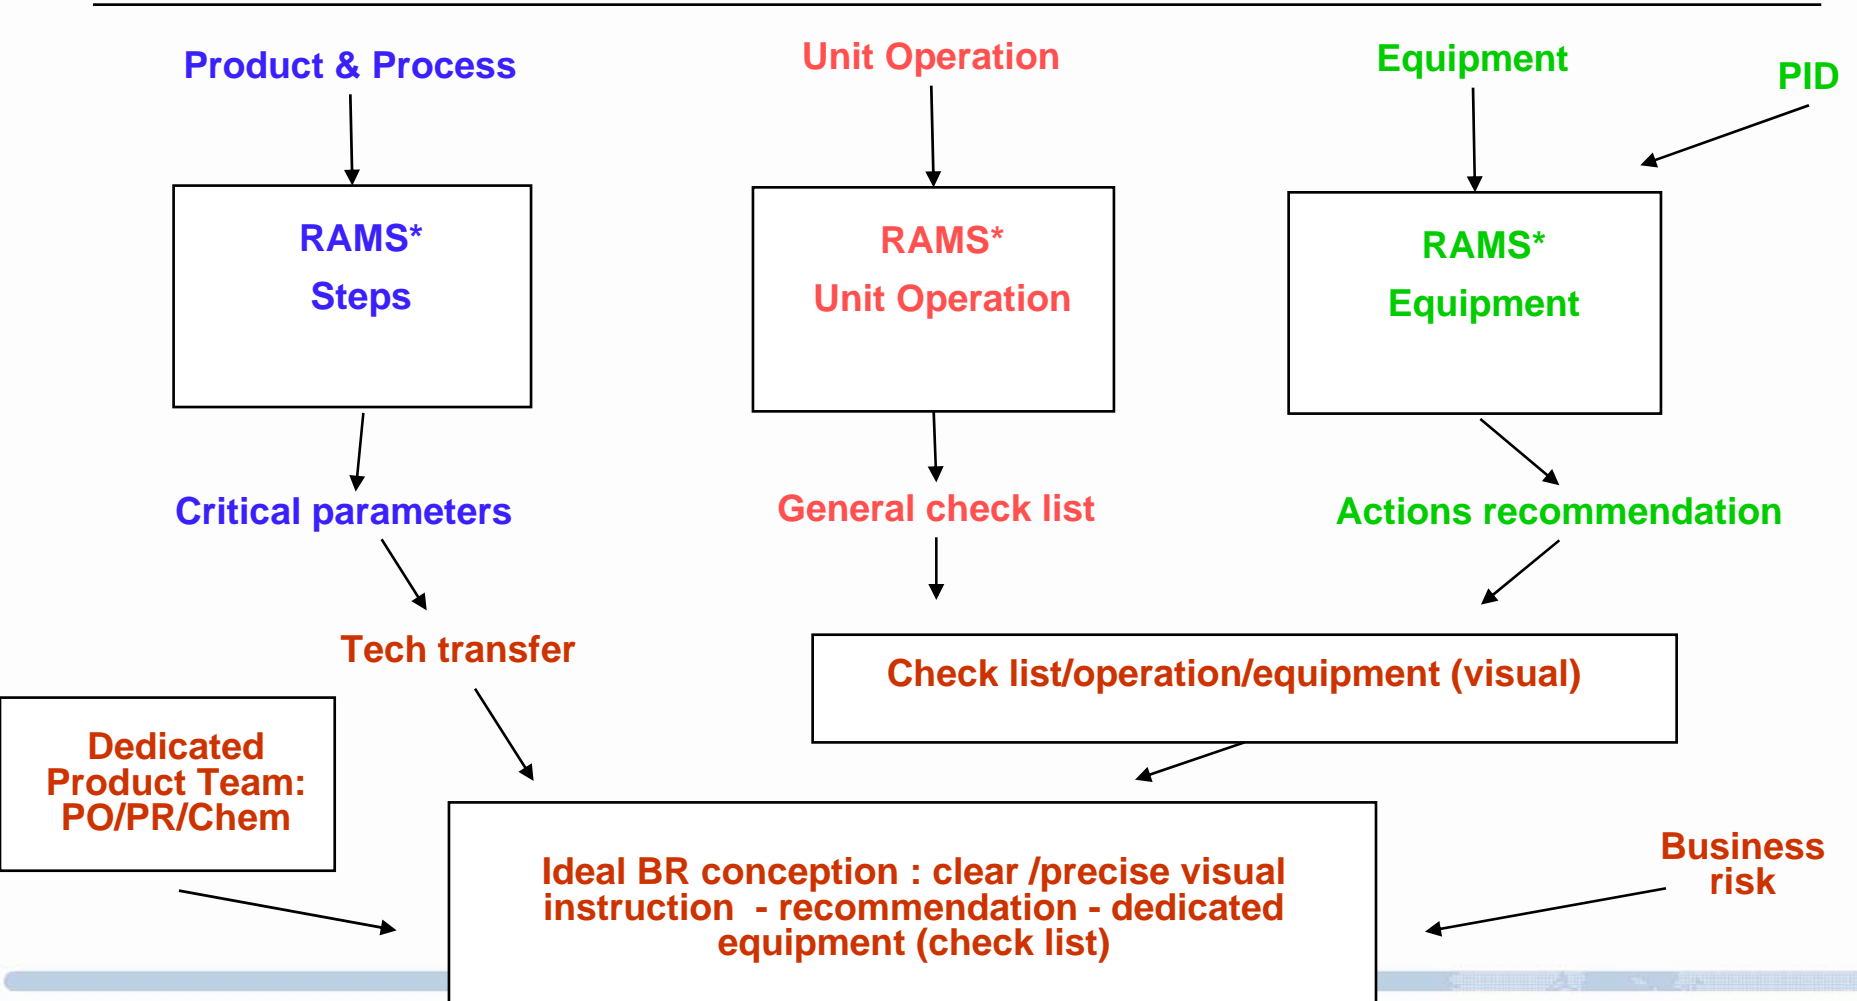 Product & Process
Unit Operation
Equipment
PID
RAMS*
Steps
RAMS*
Unit Operation
RAMS*
Equipment
Critical parameters
General check list
Actions recommendation
Tech transfer
Check list/operation/equipment (visual)
Dedicated
Product Team:
PO/PR/Chem
Ideal BR conception : clear /precise visual
instruction  - recommendation - dedicated
equipment (check list)
Business
risk